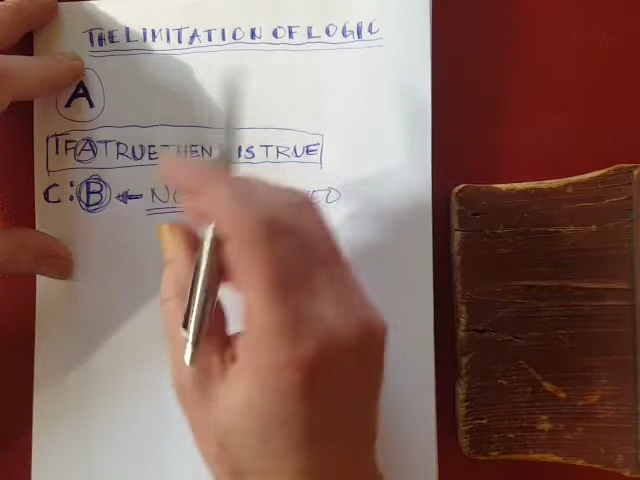 THE LIMITATION OF LOGIC
A
IF A TRUE THEN IS TRUE
C: B ←